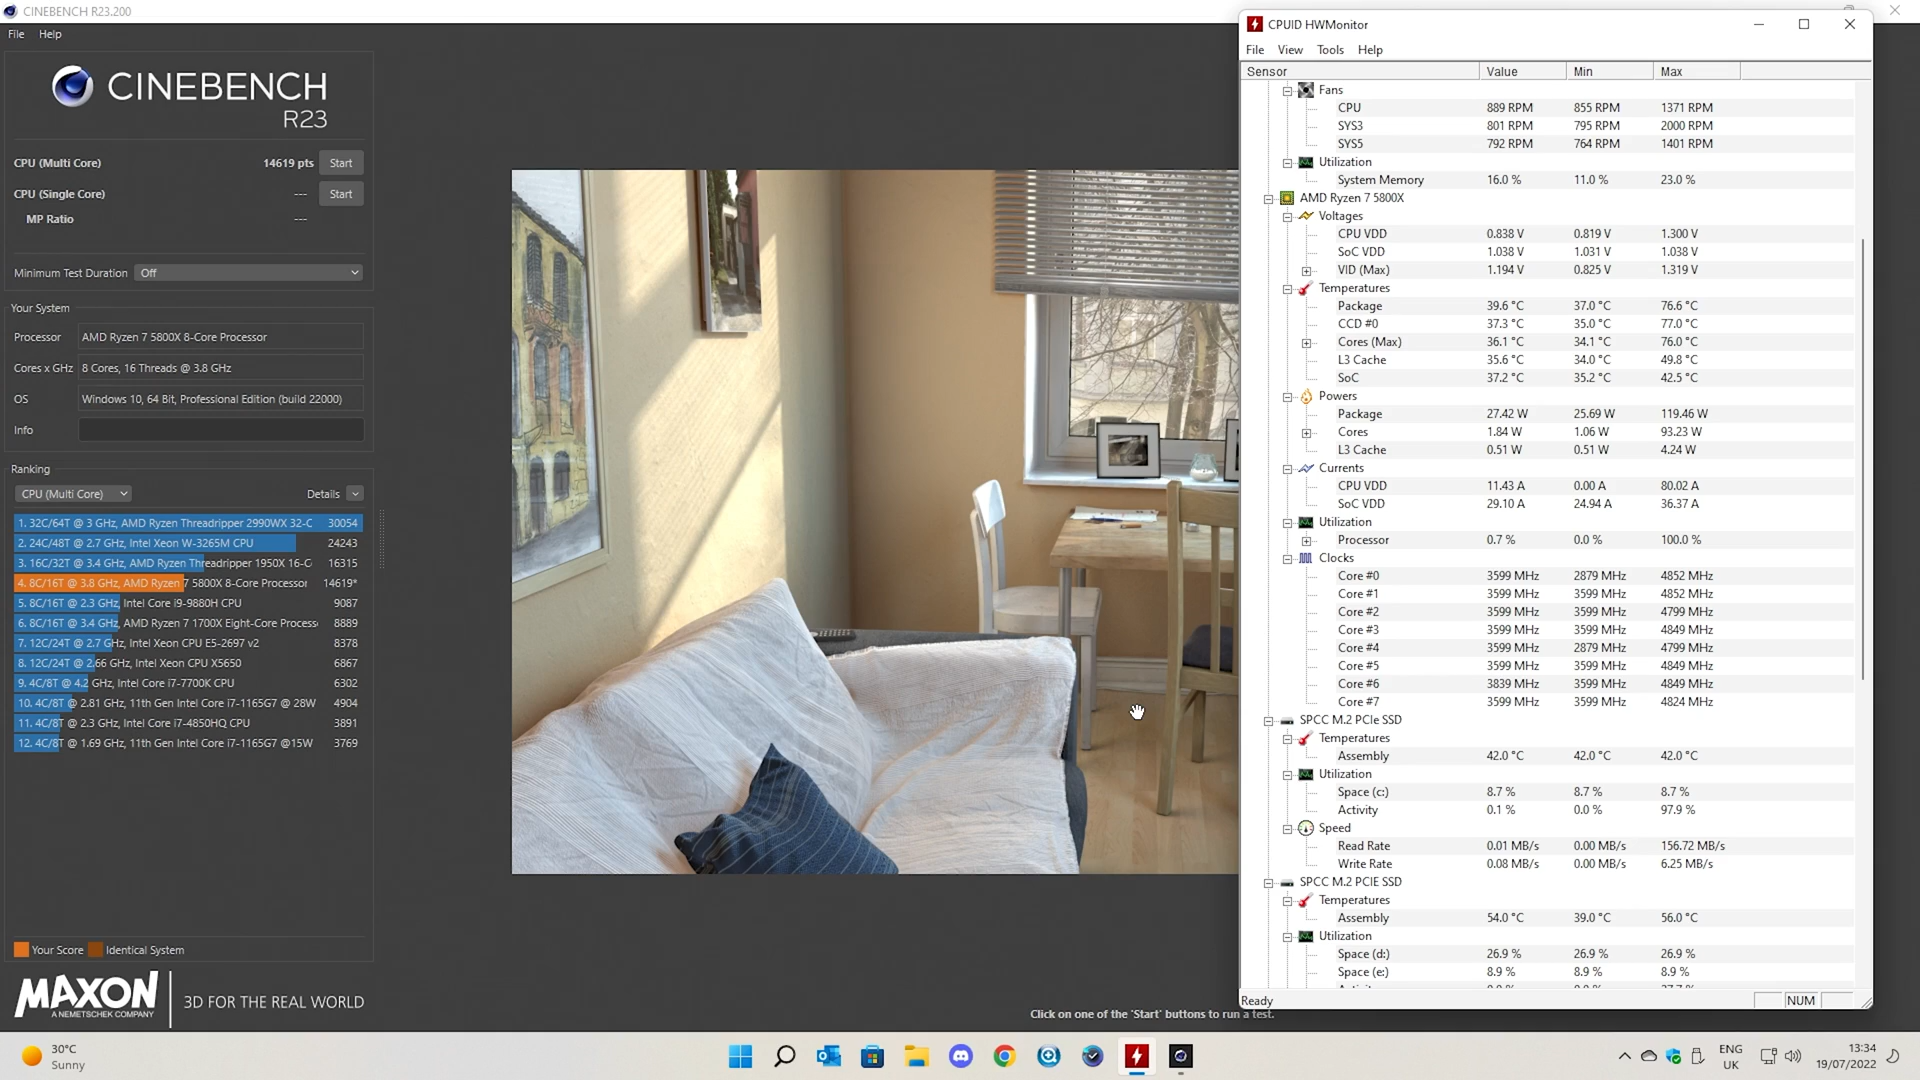 CINEBENCH R23.200
File Help
CINEBENCH
R23
CPU (Multi Core) 14619 pts Start
CPU (Single Core) --- Start
MP Ratio ---
Minimum Test Duration Off
Your System
Processor AMD Ryzen 7 5800X 8-Core Processor
Cores x GHz 8 Cores, 16 Threads @ 3.8 GHz
OS Windows 10, 64 Bit, Professional Edition (build 22000)
Info
Ranking
CPU (Multi Core) Details
1. 32C/64T @ 3 GHz, AMD Ryzen Threadripper 2990WX 32-C 30054
2. 24C/48T @ 2.7 GHz, Intel Xeon W-3265M CPU 24243
3. 16C/32T @ 3.4 GHz, AMD Ryzen Threadripper 1950X 16-C 16315
4. 8C/16T @ 3.8 GHz, AMD Ryzen 7 5800X 8-Core Processor 14619*
5. 8C/16T @ 2.3 GHz, Intel Core i9-9880H CPU 9087
6. 8C/16T @ 3.4 GHz, AMD Ryzen 7 1700X Eight-Core Process 8889
7. 12C/24T @ 2.7 GHz, Intel Xeon CPU E5-2697 v2 8378
8. 12C/24T @ 2.66 GHz, Intel Xeon CPU X5650 6867
9. 4C/8T @ 4.2 GHz, Intel Core i7-7700K CPU 6302
10. 4C/8T @ 2.81 GHz, 11th Gen Intel Core i7-1165G7 @ 28W 4904
11. 4C/8T @ 2.3 GHz, Intel Core i7-4850HQ CPU 3891
12. 4C/8T @ 1.69 GHz, 11th Gen Intel Core i7-1165G7 @15W 3769
Your Score Identical System
MAXON
A NEMETSCHEK COMPANY
3D FOR THE REAL WORLD
Click on one of the 'Start' buttons to run a test.
CPUID HWMonitor
File View Tools Help
Sensor Value Min Max
Fans
CPU 889 RPM 855 RPM 1371 RPM
SYS3 801 RPM 795 RPM 2000 RPM
SYS5 792 RPM 764 RPM 1401 RPM
Utilization
System Memory 16.0 % 11.0 % 23.0 %
AMD Ryzen 7 5800X
Voltages
CPU VDD 0.838 V 0.819 V 1.300 V
SoC VDD 1.038 V 1.031 V 1.038 V
VID (Max) 1.194 V 0.825 V 1.319 V
Temperatures
Package 39.6 °C 37.0 °C 76.6 °C
CCD #0 37.3 °C 35.0 °C 77.0 °C
Cores (Max) 36.1 °C 34.1 °C 76.0 °C
L3 Cache 35.6 °C 34.0 °C 49.8 °C
SoC 37.2 °C 35.2 °C 42.5 °C
Powers
Package 27.42 W 25.69 W 119.46 W
Cores 1.84 W 1.06 W 93.23 W
L3 Cache 0.51 W 0.51 W 4.24 W
Currents
CPU VDD 11.43 A 0.00 A 80.02 A
SoC VDD 29.10 A 24.94 A 36.37 A
Utilization
Processor 0.7 % 0.0 % 100.0 %
Clocks
Core #0 3599 MHz 2879 MHz 4852 MHz
Core #1 3599 MHz 3599 MHz 4852 MHz
Core #2 3599 MHz 3599 MHz 4799 MHz
Core #3 3599 MHz 3599 MHz 4849 MHz
Core #4 3599 MHz 2879 MHz 4799 MHz
Core #5 3599 MHz 3599 MHz 4849 MHz
Core #6 3839 MHz 3599 MHz 4849 MHz
Core #7 3599 MHz 3599 MHz 4824 MHz
SPCC M.2 PCIe SSD
Temperatures
Assembly 42.0 °C 42.0 °C 42.0 °C
Utilization
Space (c:) 8.7 % 8.7 % 8.7 %
Activity 0.1 % 0.0 % 97.9 %
Speed
Read Rate 0.01 MB/s 0.00 MB/s 156.72 MB/s
Write Rate 0.08 MB/s 0.00 MB/s 6.25 MB/s
SPCC M.2 PCIE SSD
Temperatures
Assembly 54.0 °C 39.0 °C 56.0 °C
Utilization
Space (d:) 26.9 % 26.9 % 26.9 %
Space (e:) 8.9 % 8.9 % 8.9 %
Ready NUM
30°C
Sunny
ENG
UK
13:34
19/07/2022